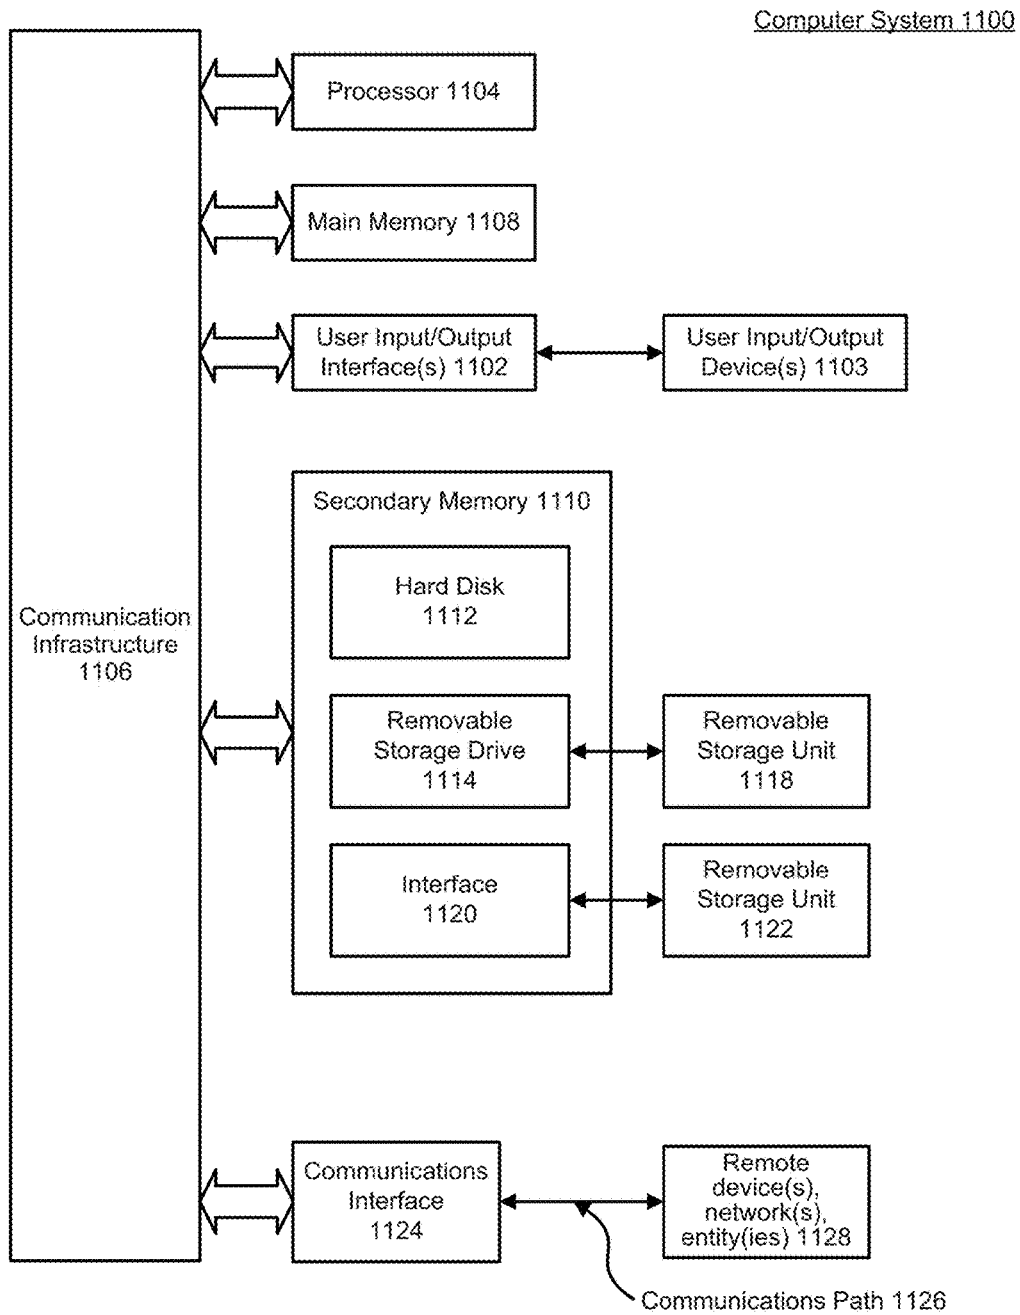 Computer System 1100
Processor 1104
Main Memory 1108
User Input/Output
Interface(s) 1102
User Input/Output
Device(s) 1103
Secondary Memory 1110
Hard Disk
1112
Communication
Infrastructure
1106
Removable
Storage Drive
1114
Removable
Storage Unit
1118
Interface
1120
Removable
Storage Unit
1122
Communications
Interface
1124
Remote
device(s),
network(s),
entity(ies) 1128
Communications Path 1126